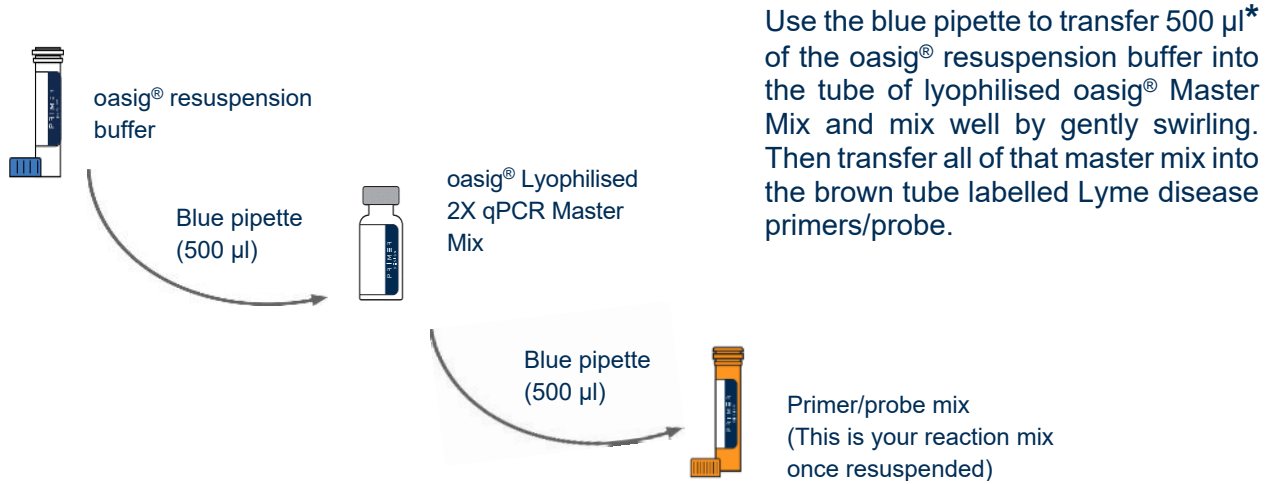 Use the blue pipette to transfer 500 µl*
of the oasig® resuspension buffer into
the tube of lyophilised oasig® Master
Mix and mix well by gently swirling.
Then transfer all of that master mix into
the brown tube labelled Lyme disease
primers/probe.
oasig® resuspension
buffer
Blue pipette
(500 µl)
oasig® Lyophilised
2X qPCR Master
Mix
Blue pipette
(500 µl)
Primer/probe mix
(This is your reaction mix
once resuspended)
PRIMER
PRIMER
PRIMER